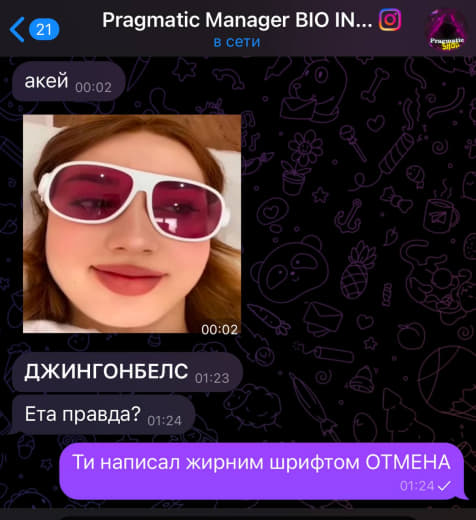 21
Pragmatic Manager BIO IN...
в сети
Pragmatic
Shop
акей 00:02
00:02
ДЖИНГОНБЕЛС 01:23
Ета правда? 01:24
Ти написал жирним шрифтом ОТМЕНА
01:24